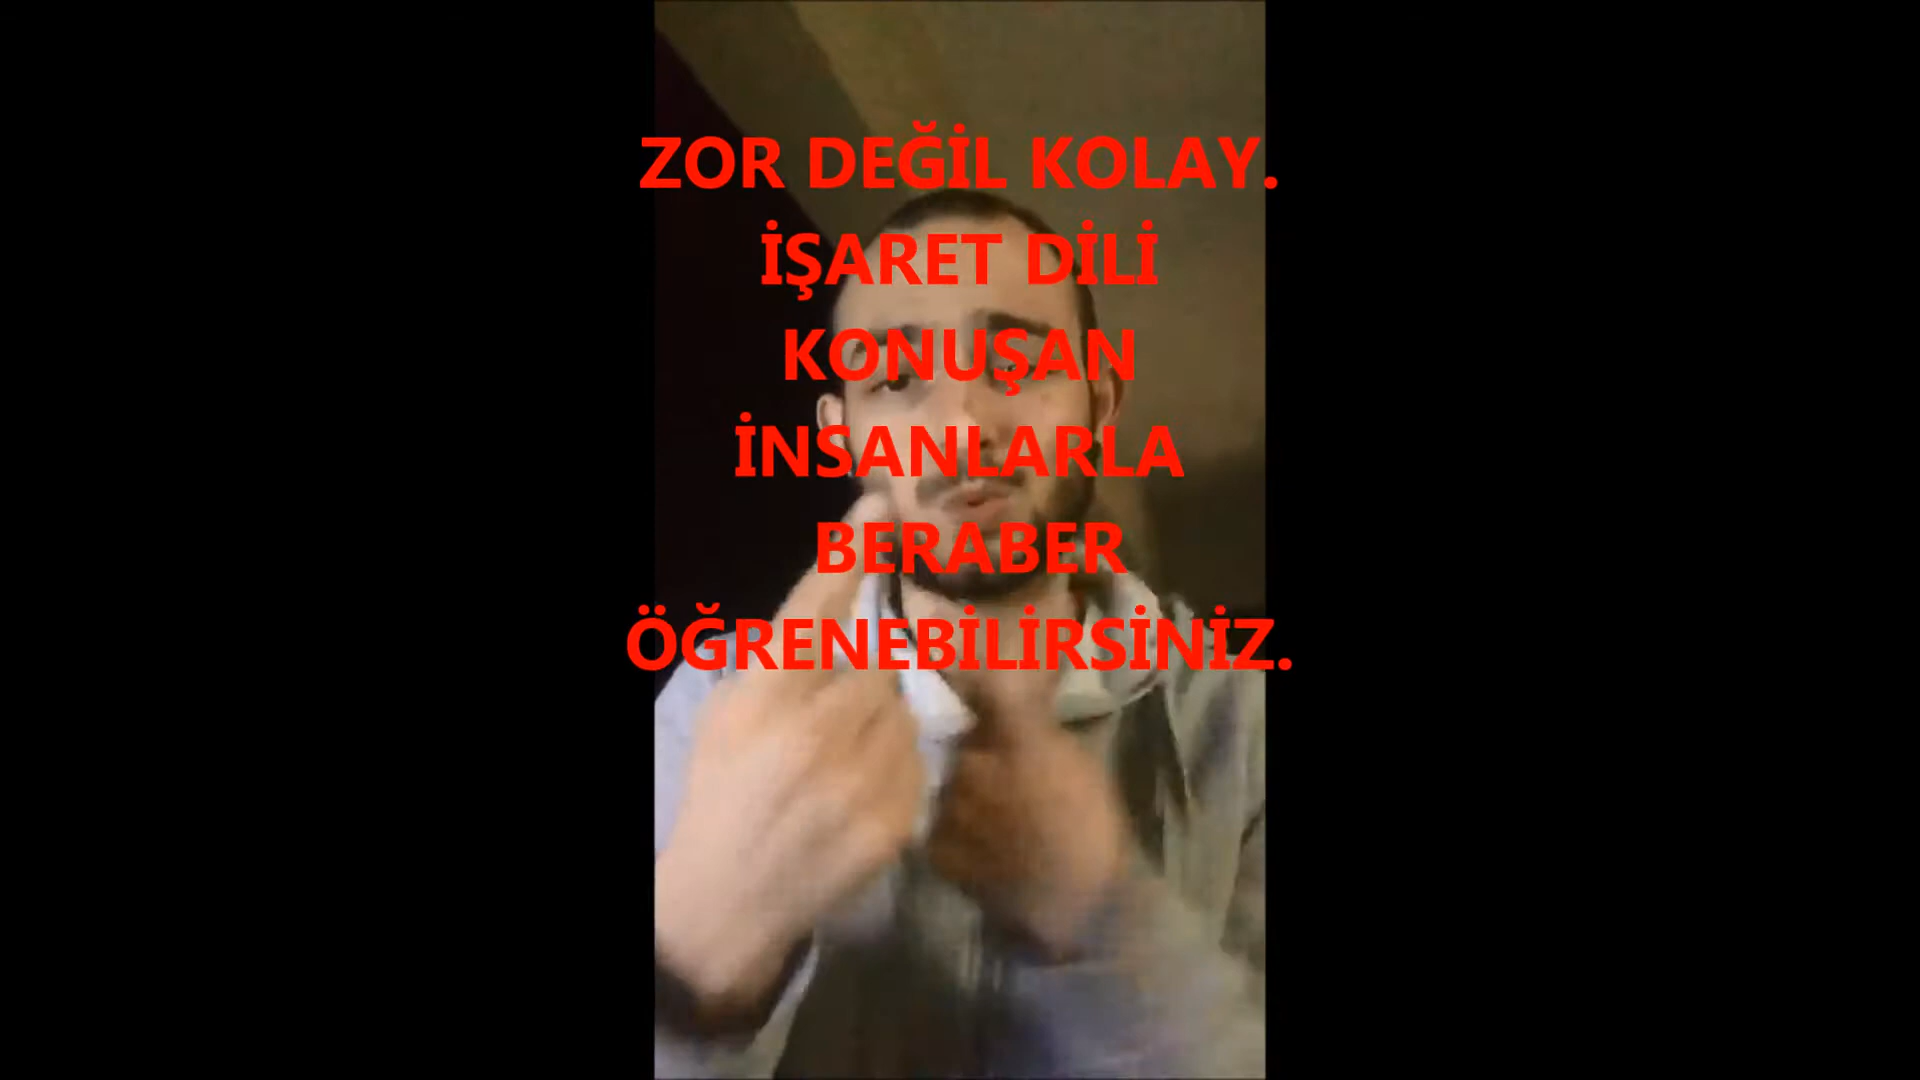 ZOR DEĞİL KOLAY.
İŞARET DİLİ
KONUŞAN
İNSANLARLA
BERABER
ÖĞRENEBİLİRSİNİZ.